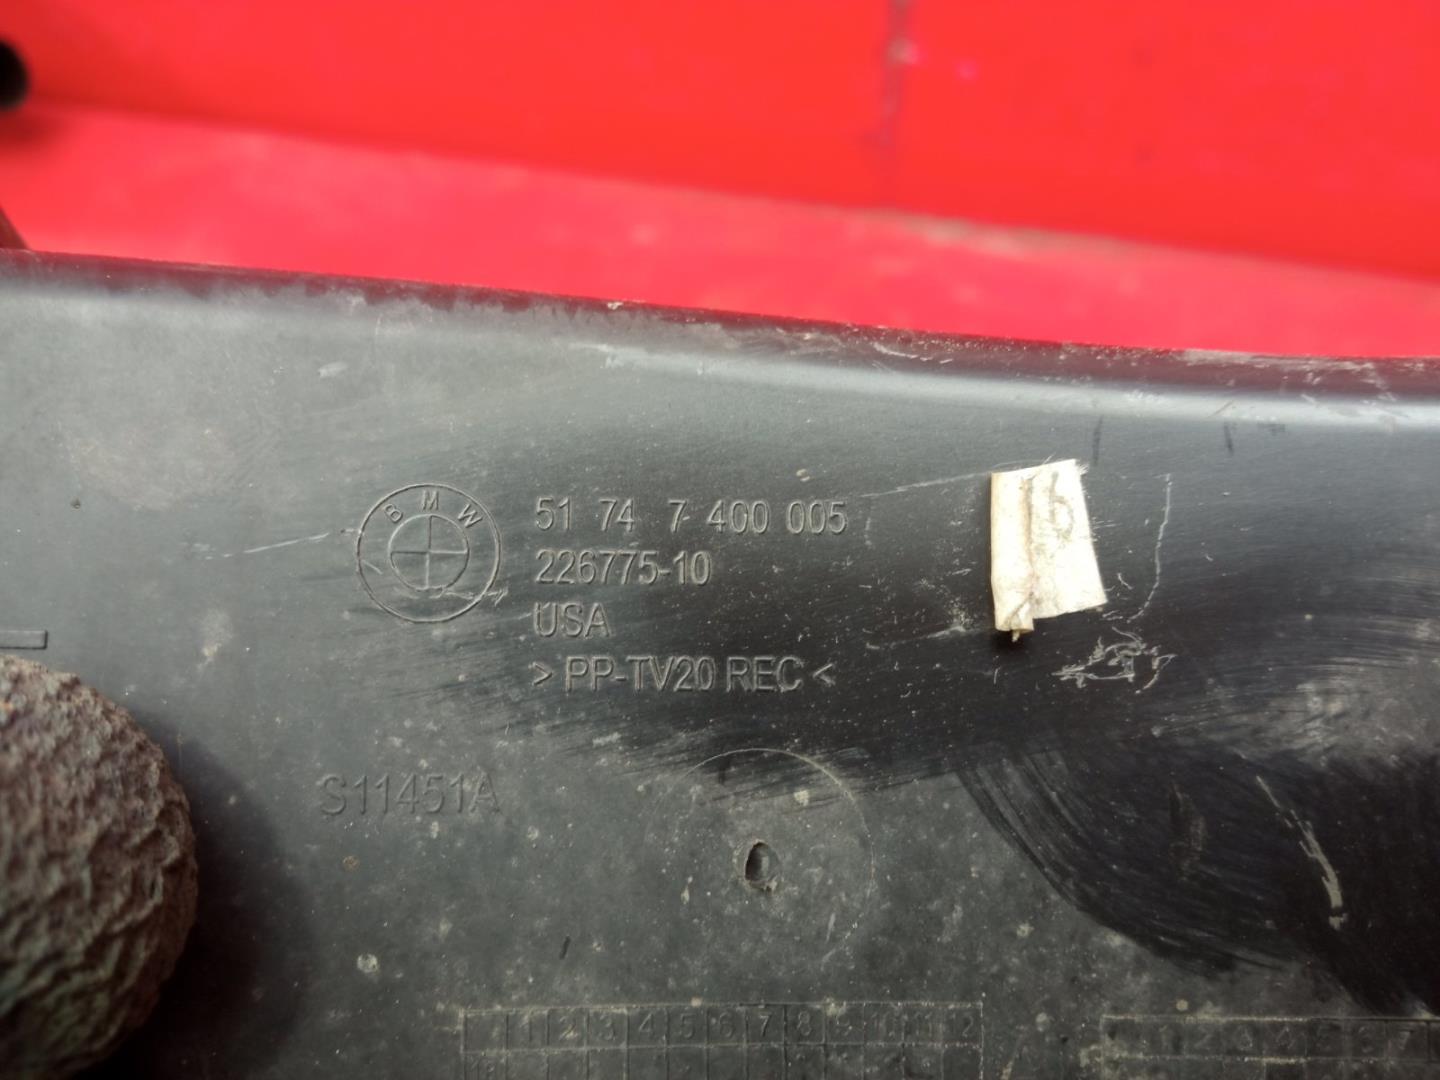 BMW
51 74 7 400 005
226775-10
USA
> PP-TV20 REC <
16
S11451A
1 2 3 4 5 6 7 8 9 10 11 12
1 2 3 4 5 6 7